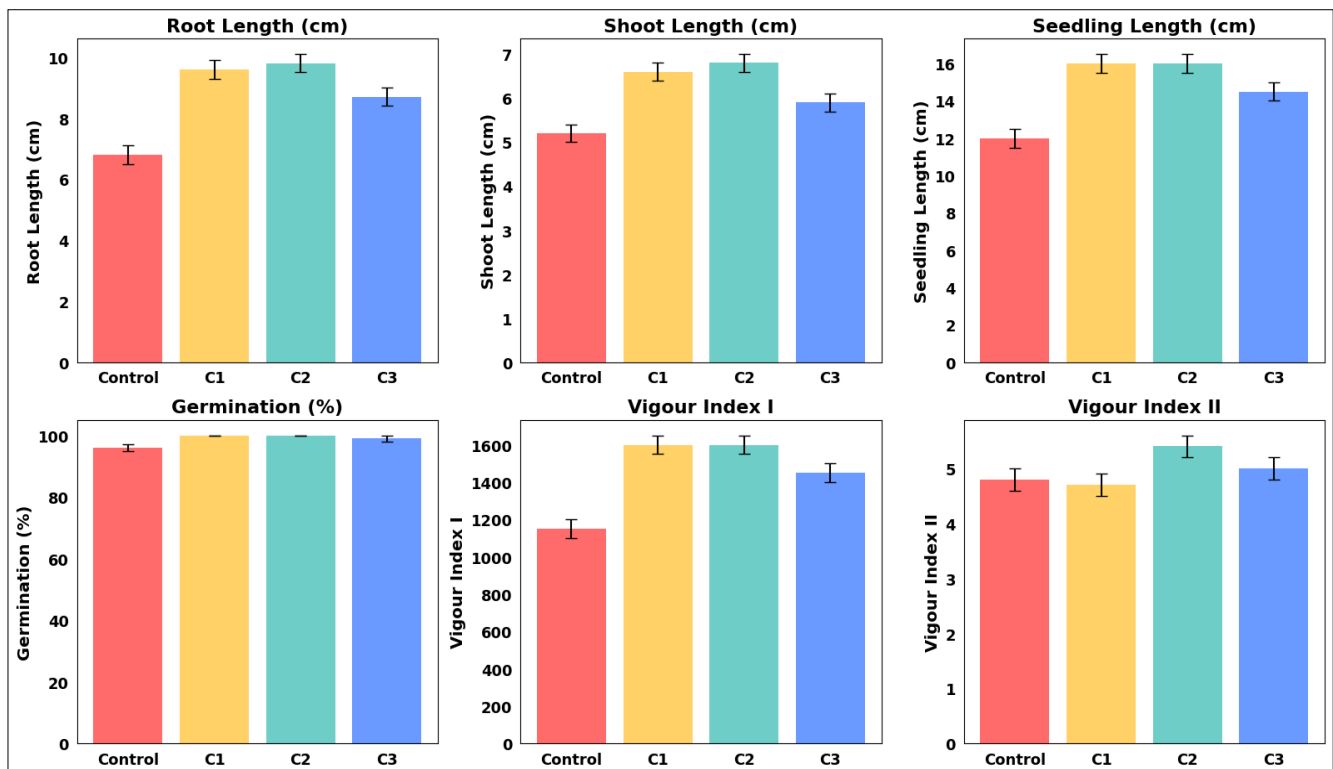 Root Length (cm)
Root Length (cm)
10
8
6
4
2
0
Control C1 C2 C3
Shoot Length (cm)
Shoot Length (cm)
7
6
5
4
3
2
1
0
Control C1 C2 C3
Seedling Length (cm)
Seedling Length (cm)
16
14
12
10
8
6
4
2
0
Control C1 C2 C3
Germination (%)
Germination (%)
100
80
60
40
20
0
Control C1 C2 C3
Vigour Index I
Vigour Index I
1600
1400
1200
1000
800
600
400
200
0
Control C1 C2 C3
Vigour Index II
Vigour Index II
5
4
3
2
1
0
Control C1 C2 C3